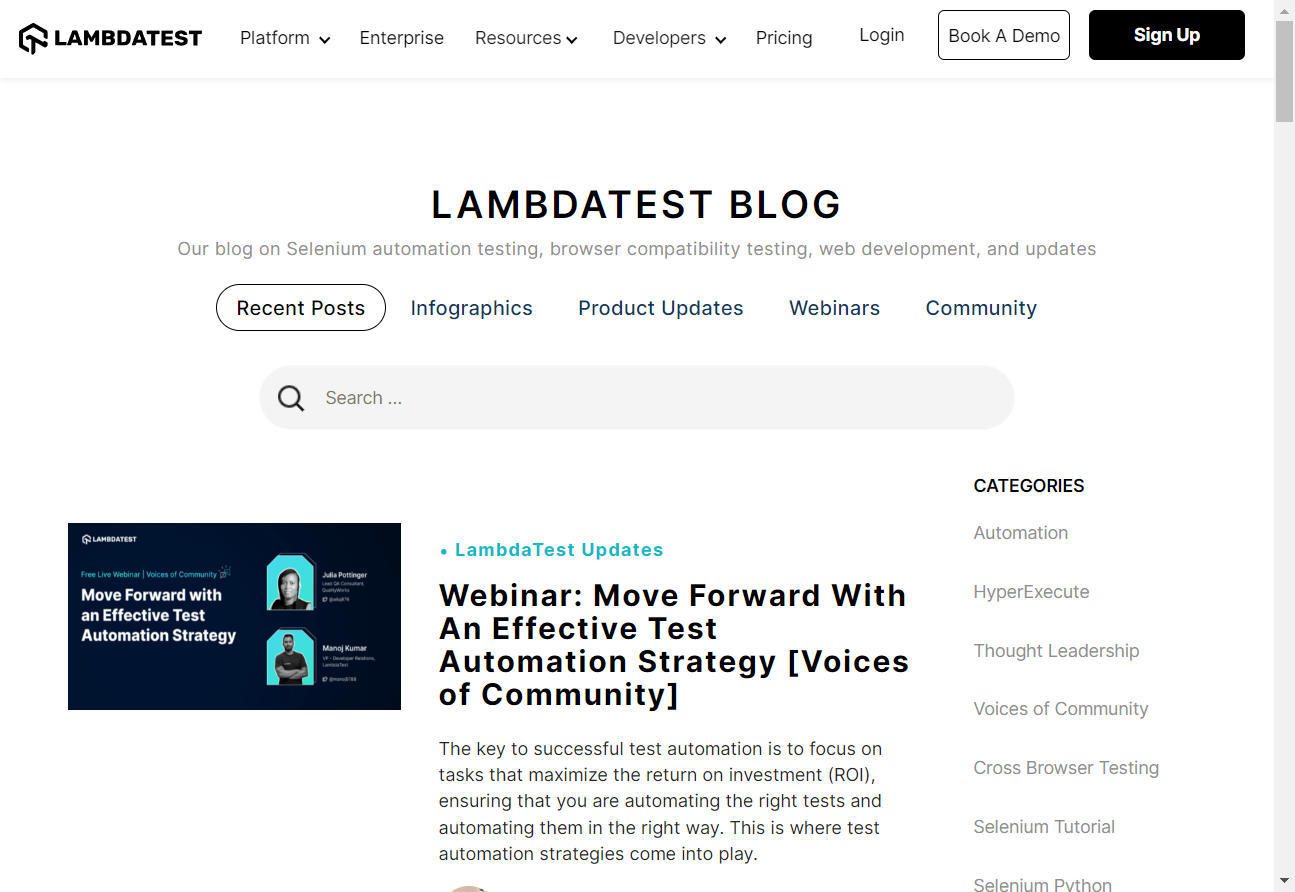 LAMBDATEST
Platform
Enterprise
Resources
Developers
Pricing
Login
Book A Demo
Sign Up
LAMBDATEST BLOG
Our blog on Selenium automation testing, browser compatibility testing, web development, and updates
Recent Posts
Infographics
Product Updates
Webinars
Community
Search ...
LAMBDATEST
Free Live Webinar | Voices of Community
Move Forward with
an Effective Test
Automation Strategy
Julia Pottinger
Lead QA Consultant,
QualityWorks
Manoj Kumar
VP - Developer Relations,
LambdaTest
• LambdaTest Updates
Webinar: Move Forward With
An Effective Test
Automation Strategy [Voices
of Community]
The key to successful test automation is to focus on
tasks that maximize the return on investment (ROI),
ensuring that you are automating the right tests and
automating them in the right way. This is where test
automation strategies come into play.
CATEGORIES
Automation
HyperExecute
Thought Leadership
Voices of Community
Cross Browser Testing
Selenium Tutorial
Selenium Python